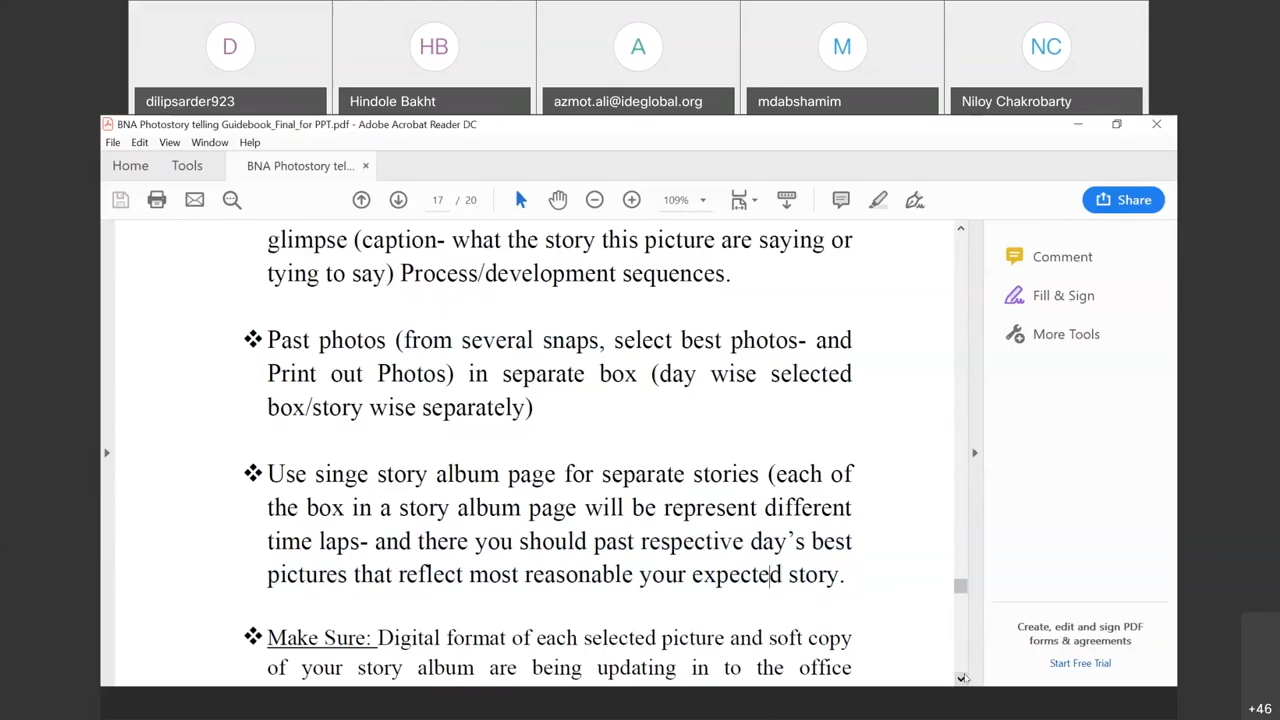 D
HB
A
M
NC
dilipsarder923
Hindole Bakht
azmot.ali@ideglobal.org
mdabshamim
Niloy Chakrobarty
BNA Photostory telling Guidebook_Final_for PPT.pdf - Adobe Acrobat Reader DC
File Edit View Window Help
Home Tools BNA Photostory tel...
17 / 20
109%
Share
glimpse (caption- what the story this picture are saying or
tying to say) Process/development sequences.
❖ Past photos (from several snaps, select best photos- and
Print out Photos) in separate box (day wise selected
box/story wise separately)
❖ Use singe story album page for separate stories (each of
the box in a story album page will be represent different
time laps- and there you should past respective day’s best
pictures that reflect most reasonable your expected story.
❖ Make Sure: Digital format of each selected picture and soft copy
of your story album are being updating in to the office
Comment
Fill & Sign
More Tools
Create, edit and sign PDF
forms & agreements
Start Free Trial
+46